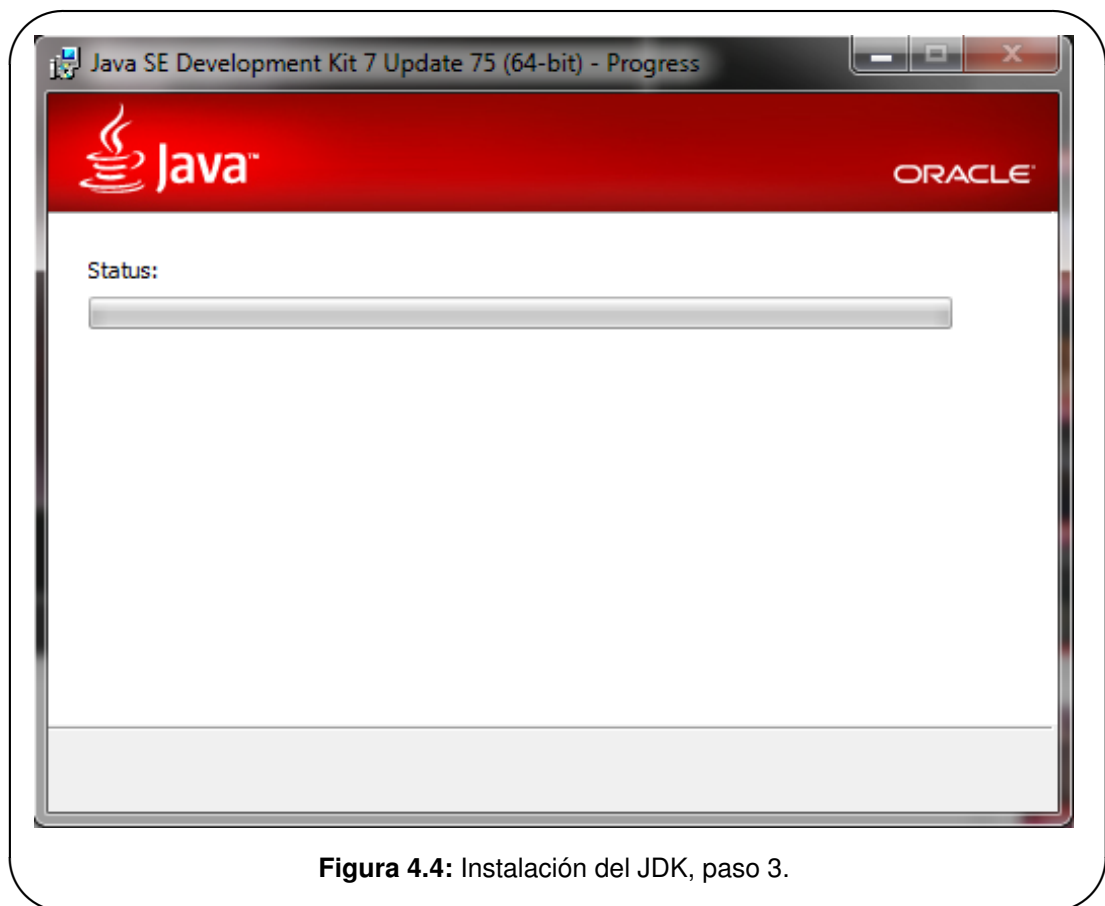 Java SE Development Kit 7 Update 75 (64-bit) - Progress
Java™
ORACLE
Status:
Figura 4.4: Instalación del JDK, paso 3.